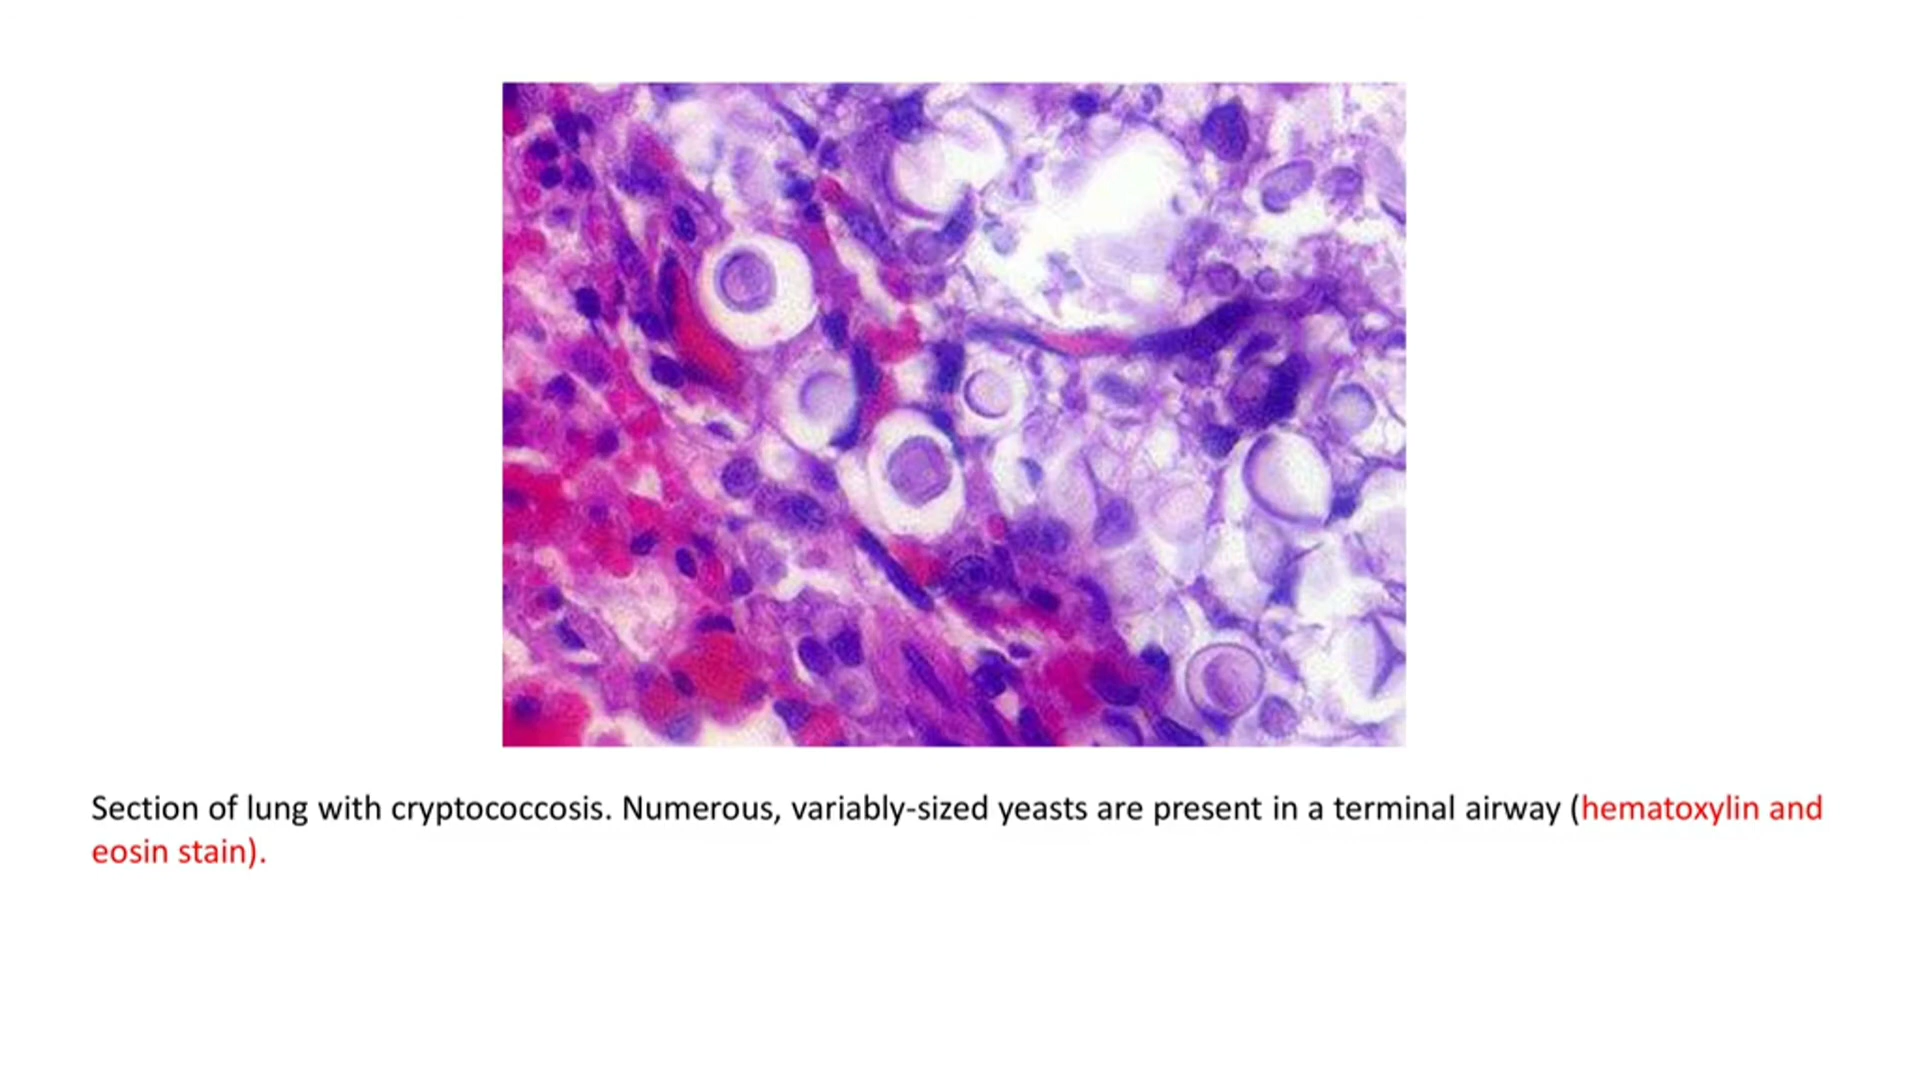 Section of lung with cryptococcosis. Numerous, variably-sized yeasts are present in a terminal airway (hematoxylin and
eosin stain).